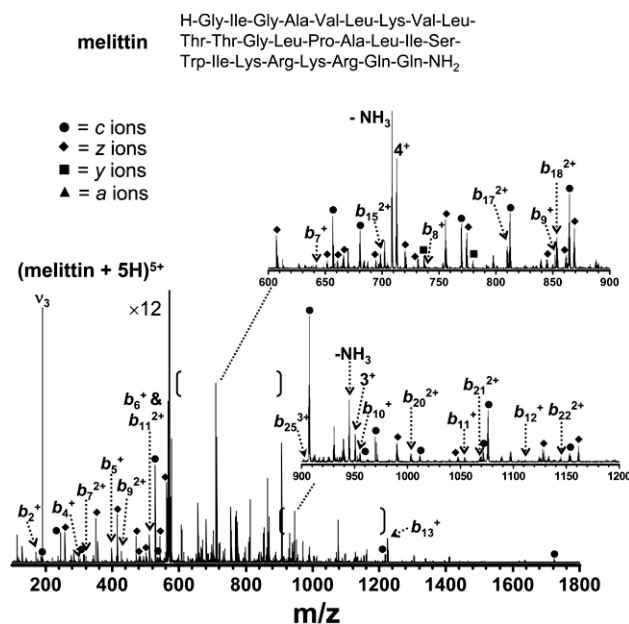 melittin
H-Gly-Ile-Gly-Ala-Val-Leu-Lys-Val-Leu-
Thr-Thr-Gly-Leu-Pro-Ala-Leu-Ile-Ser-
Trp-Ile-Lys-Arg-Lys-Arg-Gln-Gln-NH2
● = c ions
◆ = z ions
■ = y ions
▲ = a ions
- NH3
4+
b7+
b15 2+
b8+
b17 2+
b9+
b18 2+
600 650 700 750 800 850 900
(melittin + 5H)5+
ν3
×12
-NH3
3+
b25 3+
b10+
b20 2+
b11+
b21 2+
b12+
b22 2+
900 950 1000 1050 1100 1150 1200
b6+ &
b11 2+
b2+
b4+
b7 2+
b5+
b9 2+
b13+
200 400 600 800 1000 1200 1400 1600 1800
m/z